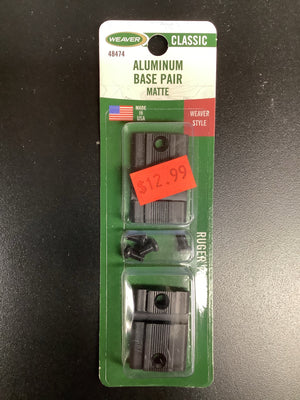 WEAVER
CLASSIC
48474
ALUMINUM
BASE PAIR
MATTE
MADE
IN
USA
WEAVER
STYLE
$12.99
RUGER